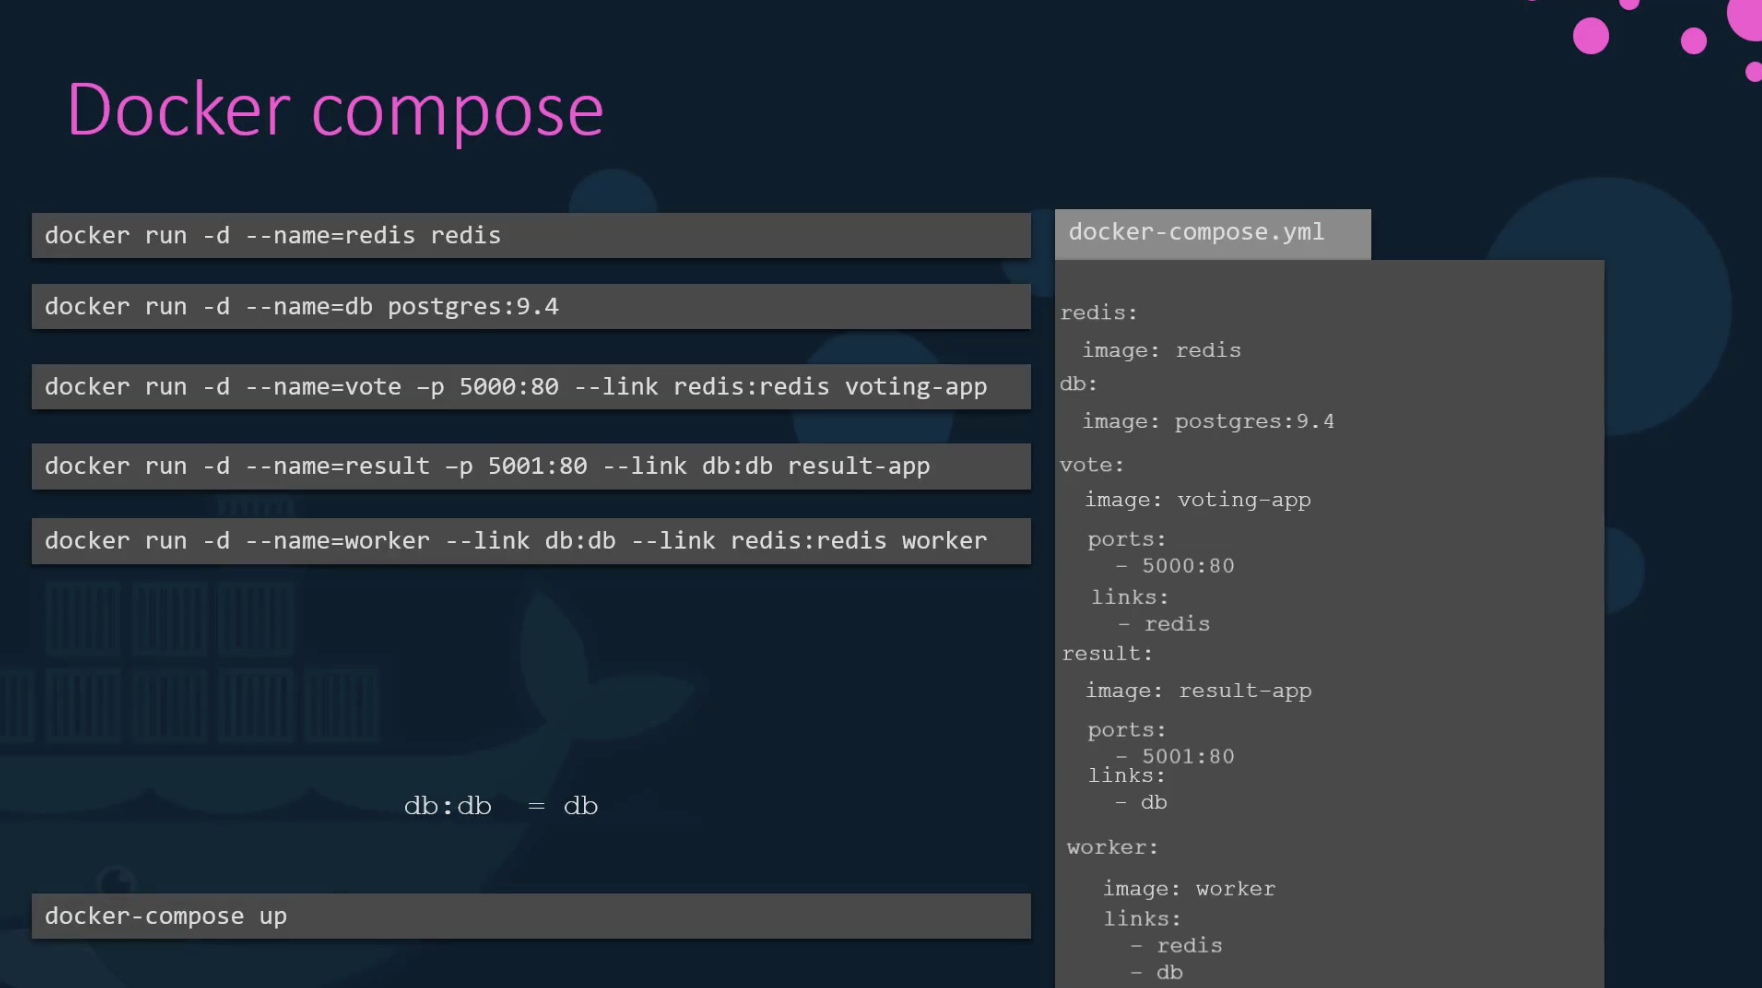 Docker compose
docker run -d --name=redis redis
docker run -d --name=db postgres:9.4
docker run -d --name=vote –p 5000:80 --link redis:redis voting-app
docker run -d --name=result –p 5001:80 --link db:db result-app
docker run -d --name=worker --link db:db --link redis:redis worker
db:db = db
docker-compose up
docker-compose.yml
redis:
image: redis
db:
image: postgres:9.4
vote:
image: voting-app
ports:
- 5000:80
links:
- redis
result:
image: result-app
ports:
- 5001:80
links:
- db
worker:
image: worker
links:
- redis
- db